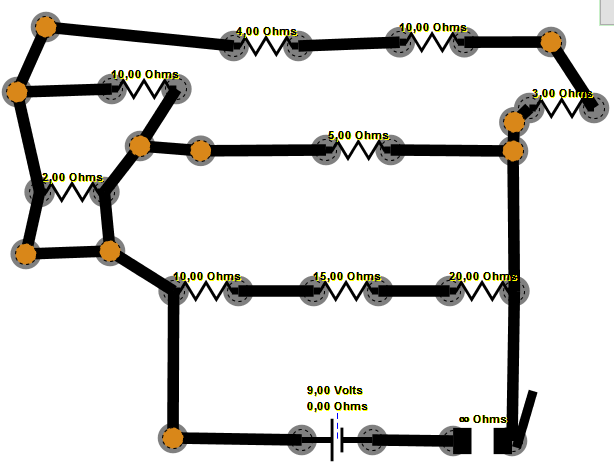 4,00 Ohms
10,00 Ohms
10,00 Ohms
3,00 Ohms
5,00 Ohms
2,00 Ohms
10,00 Ohms
15,00 Ohms
20,00 Ohms
9,00 Volts
0,00 Ohms
∞ Ohms